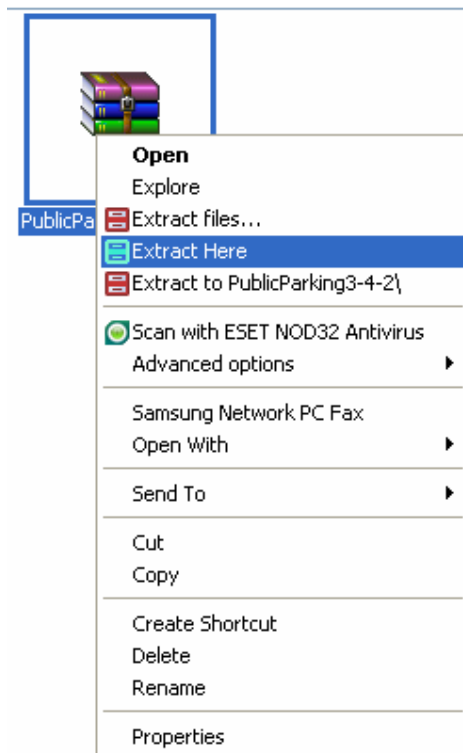 Open
Explore
PublicPa
Extract files...
Extract Here
Extract to PublicParking3-4-2\
Scan with ESET NOD32 Antivirus
Advanced options
Samsung Network PC Fax
Open With
Send To
Cut
Copy
Create Shortcut
Delete
Rename
Properties